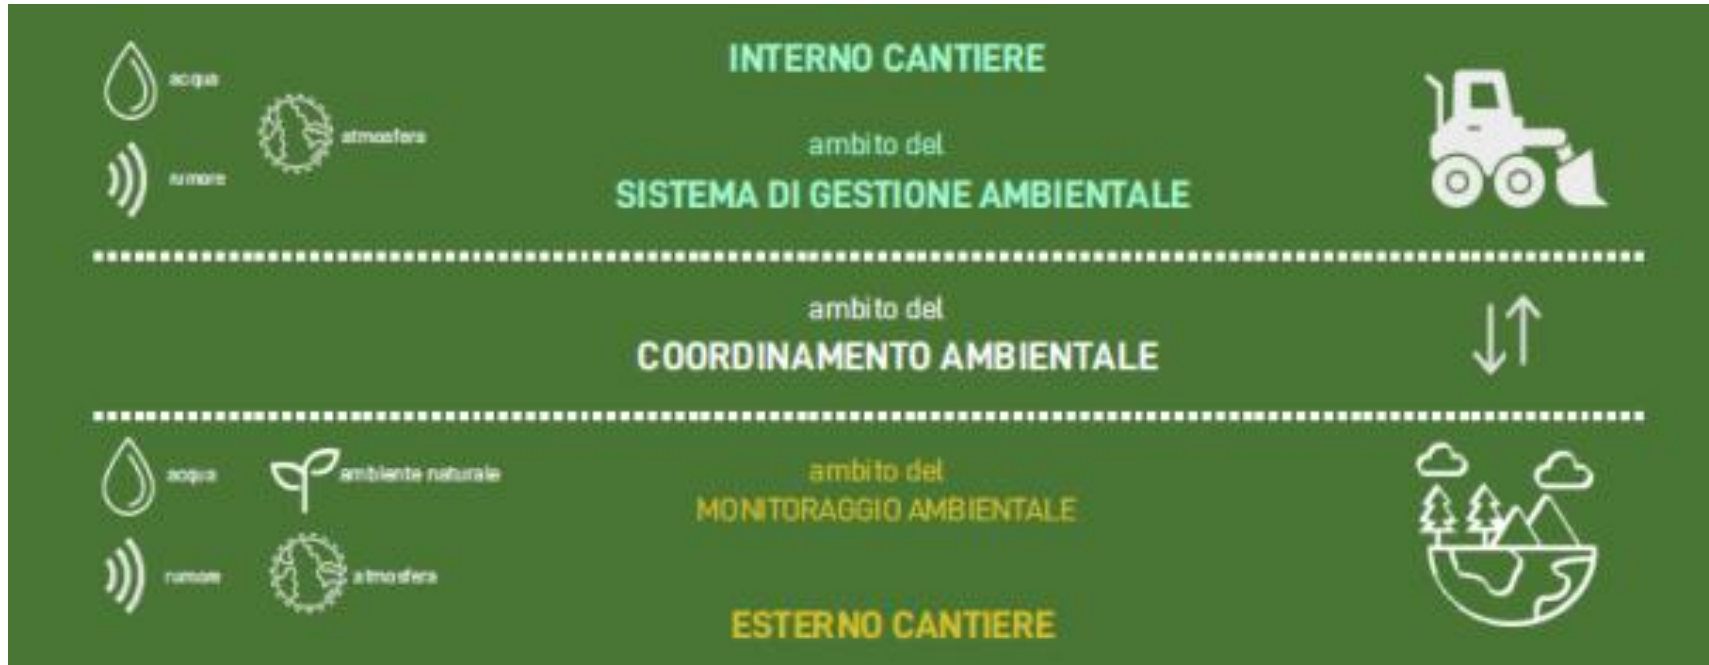 INTERNO CANTIERE
acqua
atmosfera
rumore
ambito del
SISTEMA DI GESTIONE AMBIENTALE
ambito del
COORDINAMENTO AMBIENTALE
acqua
ambiente naturale
rumore
atmosfera
ambito del
MONITORAGGIO AMBIENTALE
ESTERNO CANTIERE